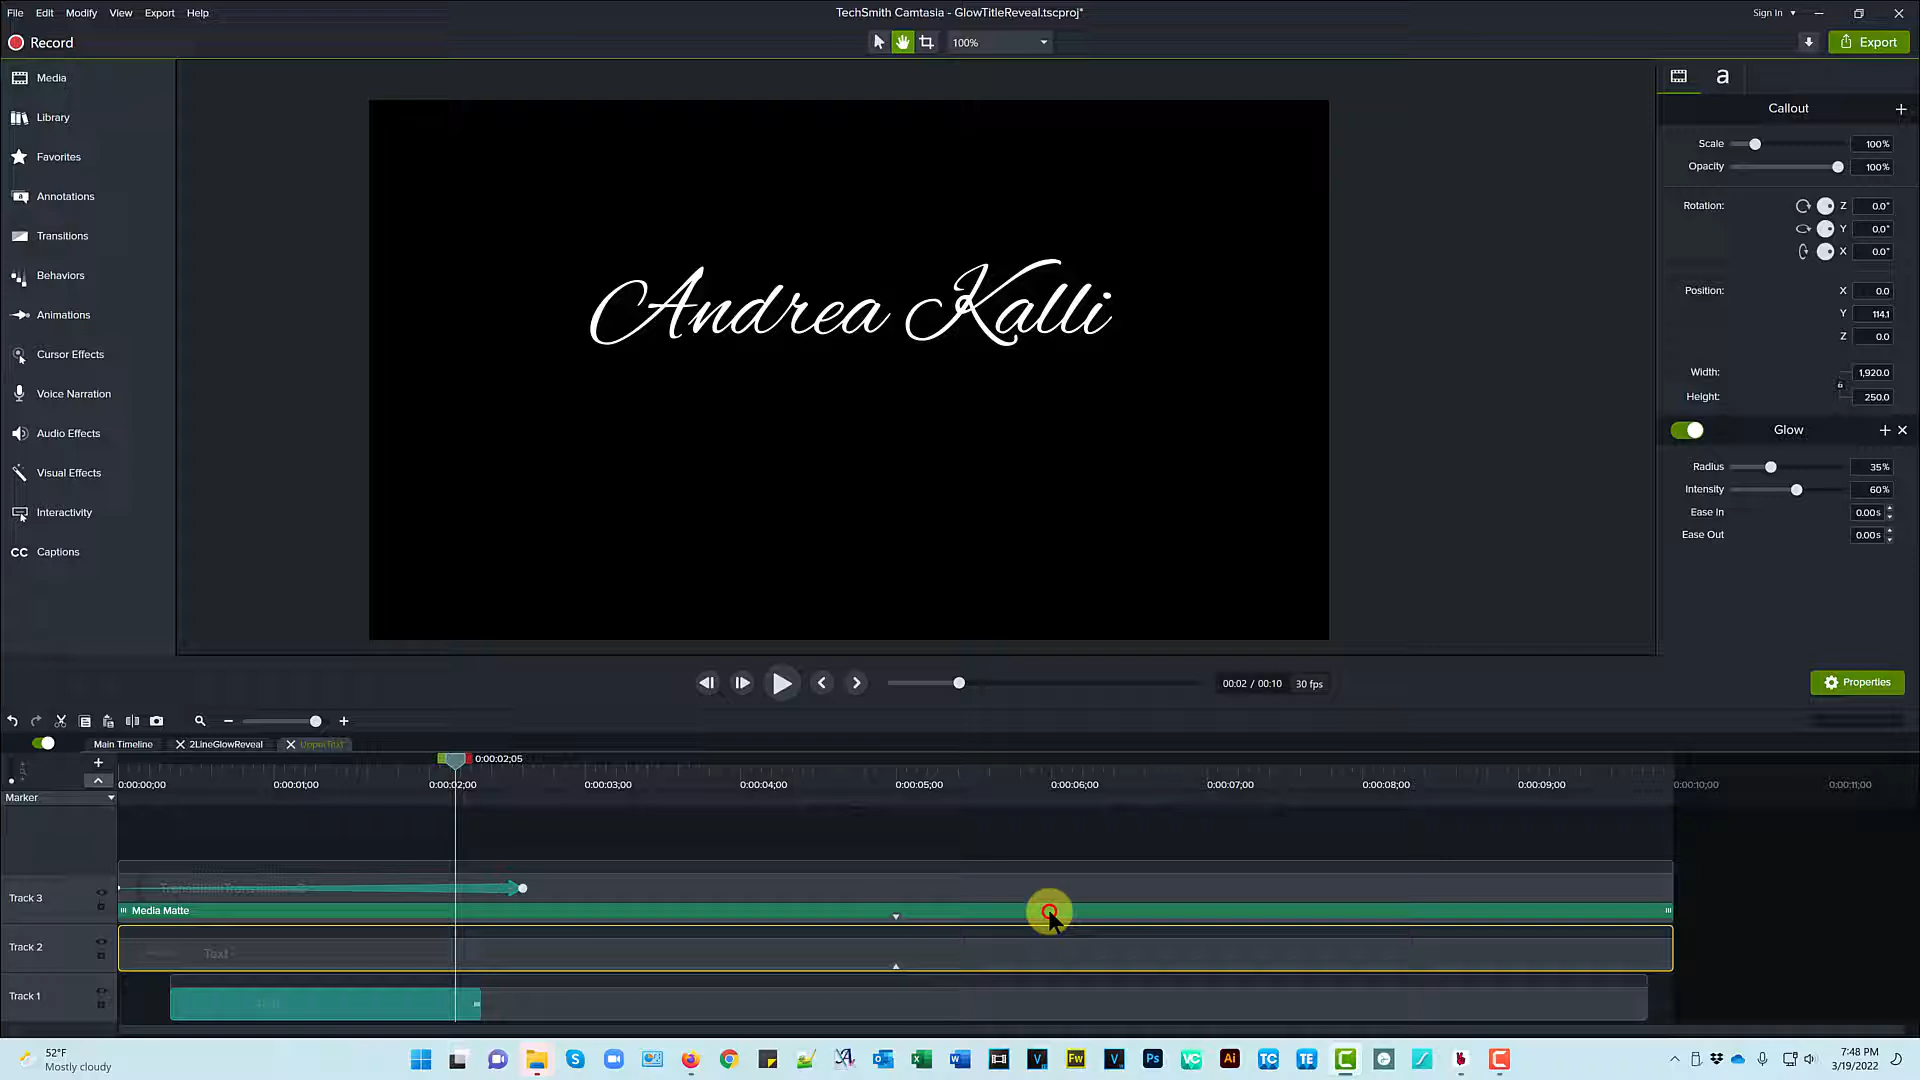 File Edit Modify View Export Help
TechSmith Camtasia - GlowTitleReveal.tscproj*
Sign In
Record
100%
Export
Media
Library
Favorites
Annotations
Transitions
Behaviors
Animations
Cursor Effects
Voice Narration
Audio Effects
Visual Effects
Interactivity
CC Captions
Andrea Kalli
a
Callout
Scale 100%
Opacity 100%
Rotation: Z 0.0°
Y 0.0°
X 0.0°
Position: X 0.0
Y 114.1
Z 0.0
Width: 1,920.0
Height: 250.0
Glow
Radius 35%
Intensity 60%
Ease In 0.00s
Ease Out 0.00s
00:02 / 00:10 30 fps
Properties
Main Timeline 2LineGlowReveal UpperText
0:00:02;05
0:00:00;00 0:00:01;00 0:00:02;00 0:00:03;00 0:00:04;00 0:00:05;00 0:00:06;00 0:00:07;00 0:00:08;00 0:00:09;00 0:00:10;00 0:00:11;00
Marker
Track 3
Media Matte
Track 2
Text
Track 1
52°F
Mostly cloudy
Fw
Ps
VC
Ai
TC
TE
7:48 PM
3/19/2022